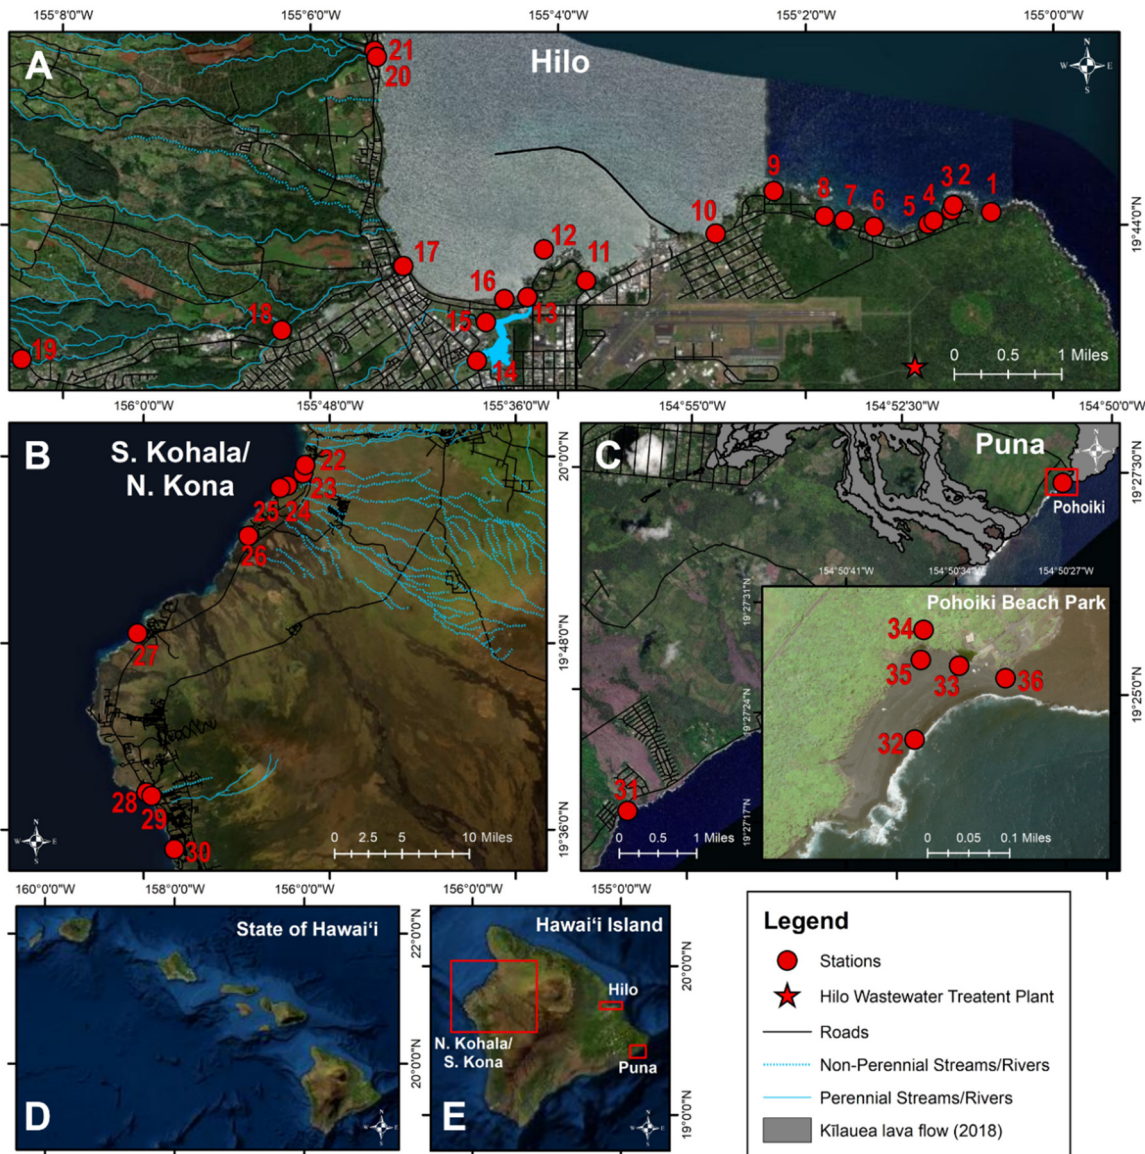 155°8'0"W 155°6'0"W 155°4'0"W 155°2'0"W 155°0'0"W
A
Hilo
N
W E
S
21
20
19°44'0"N
9 8 7 6 5 4 3 2 1
10
12
11
17
16
13
15
18
14
19
0 0.5 1 Miles
156°0'0"W 155°48'0"W 155°36'0"W 154°55'0"W 154°52'30"W 154°50'0"W
B
S. Kohala/
N. Kona
22
23
25 24
26
27
28
29
30
20°0'0"N
19°48'0"N
19°36'0"N
N
W E
S
0 2.5 5 10 Miles
C
Puna
N
W E
S
Pohoiki
19°27'30"N
19°25'0"N
154°50'41"W 154°50'34"W 154°50'27"W
19°27'31"N
19°27'24"N
19°27'17"N
Pohoiki Beach Park
34
35
33
36
32
0 0.05 0.1 Miles
31
0 0.5 1 Miles
160°0'0"W 158°0'0"W 156°0'0"W
State of Hawai‘i
22°0'0"N
20°0'0"N
D
N
W E
S
156°0'0"W 155°0'0"W
Hawai‘i Island
Hilo
N. Kohala/
S. Kona
Puna
20°0'0"N
19°0'0"N
E
N
W E
S
Legend
Stations
Hilo Wastewater Treatent Plant
Roads
Non-Perennial Streams/Rivers
Perennial Streams/Rivers
Kīlauea lava flow (2018)